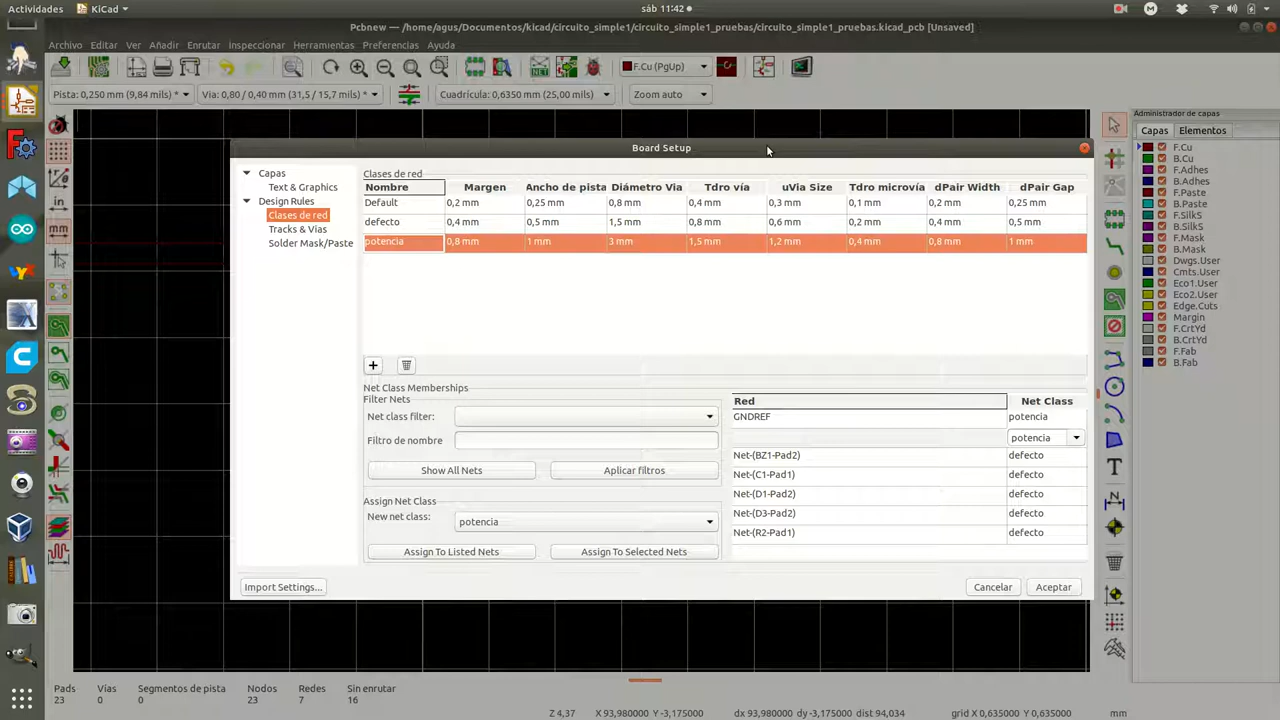 Actividades KiCad sáb 11:42
Pcbnew — /home/agus/Documentos/kicad/circuito_simple1/circuito_simple1_pruebas/circuito_simple1_pruebas.kicad_pcb [Unsaved]
Archivo Editar Ver Añadir Enrutar Inspeccionar Herramientas Preferencias Ayuda
F.Cu (PgUp)
Pista: 0,250 mm (9,84 mils) * Via: 0,80 / 0,40 mm (31,5 / 15,7 mils) * Cuadrícula: 0,6350 mm (25,00 mils) Zoom auto
Administrador de capas
Capas Elementos
F.Cu
B.Cu
F.Adhes
B.Adhes
F.Paste
B.Paste
F.SilkS
B.SilkS
F.Mask
B.Mask
Dwgs.User
Cmts.User
Eco1.User
Eco2.User
Edge.Cuts
Margin
F.CrtYd
B.CrtYd
F.Fab
B.Fab
Board Setup
Capas
Text & Graphics
Design Rules
Clases de red
Tracks & Vias
Solder Mask/Paste
Clases de red
Nombre Margen Ancho de pista Diámetro Via Tdro vía uVia Size Tdro microvía dPair Width dPair Gap
Default 0,2 mm 0,25 mm 0,8 mm 0,4 mm 0,3 mm 0,1 mm 0,2 mm 0,25 mm
defecto 0,4 mm 0,5 mm 1,5 mm 0,8 mm 0,6 mm 0,2 mm 0,4 mm 0,5 mm
potencia 0,8 mm 1 mm 3 mm 1,5 mm 1,2 mm 0,4 mm 0,8 mm 1 mm
Net Class Memberships
Filter Nets
Net class filter:
Filtro de nombre
Show All Nets Aplicar filtros
Assign Net Class
New net class: potencia
Assign To Listed Nets Assign To Selected Nets
Red Net Class
GNDREF potencia
potencia
Net-(BZ1-Pad2) defecto
Net-(C1-Pad1) defecto
Net-(D1-Pad2) defecto
Net-(D3-Pad2) defecto
Net-(R2-Pad1) defecto
Import Settings... Cancelar Aceptar
Pads Vías Segmentos de pista Nodos Redes Sin enrutar
23 0 0 23 7 16
Z 4,37 X 93,980000 Y -3,175000 dx 93,980000 dy -3,175000 dist 94,034 grid X 0,635000 Y 0,635000 mm